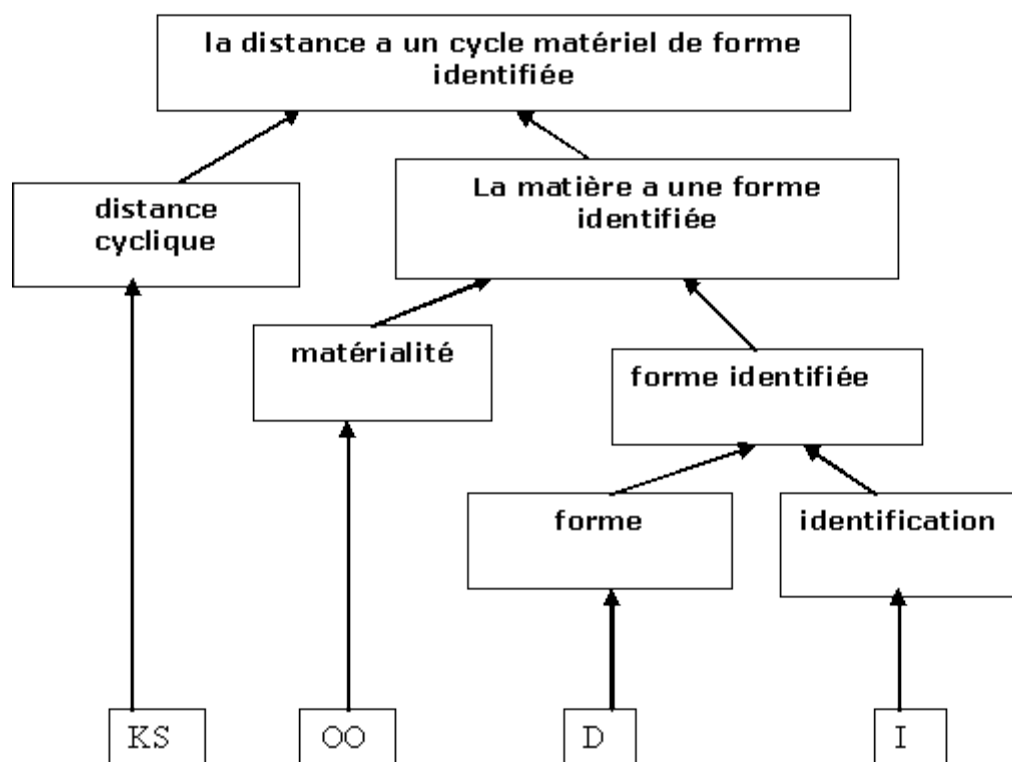 la distance a un cycle matériel de forme
identifiée
La matière a une forme
identifiée
distance
cyclique
matérialité
forme identifiée
forme
identification
KS
OO
D
I